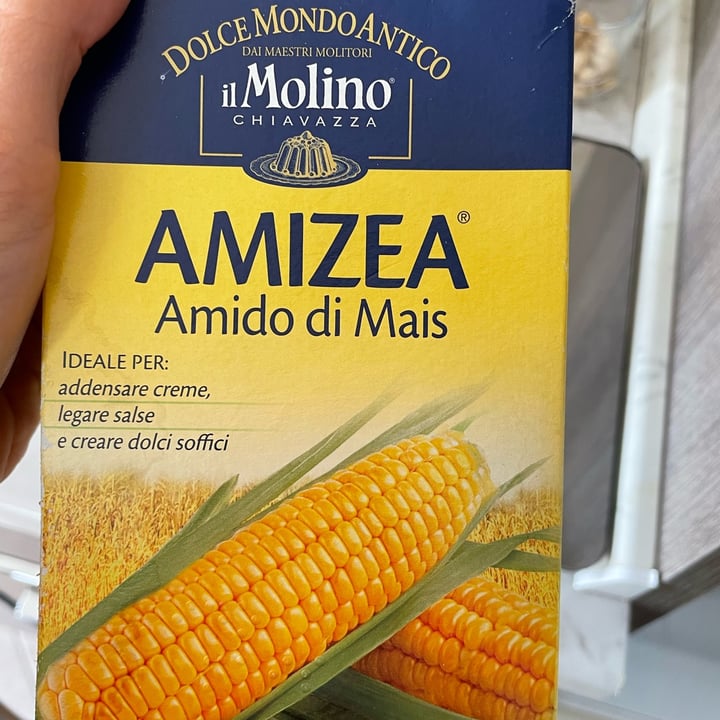 DOLCE MONDO ANTICO
DAI MAESTRI MOLITORI
il Molino®
CHIAVAZZA
AMIZEA®
Amido di Mais
IDEALE PER:
addensare creme,
legare salse
e creare dolci soffici